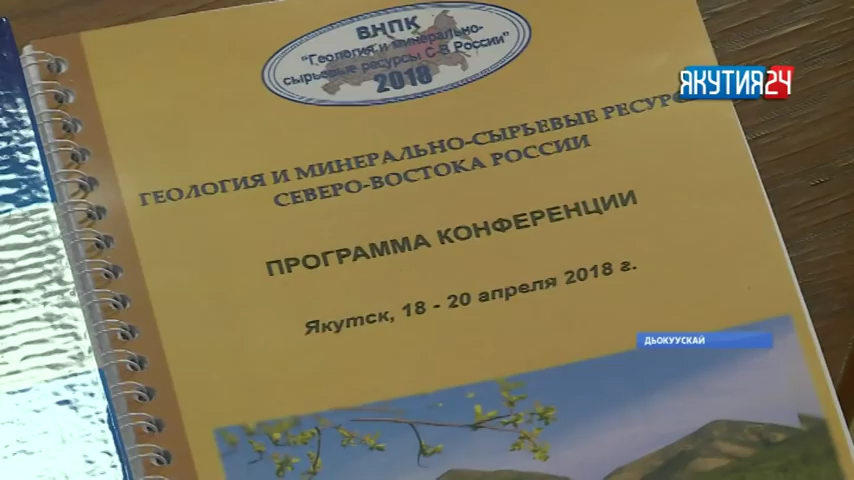 ВНПК
"Геология и минерально-
сырьевые ресурсы С-В России"
2018
ЯКУТИЯ24
ГЕОЛОГИЯ И МИНЕРАЛЬНО-СЫРЬЕВЫЕ РЕСУР
СЕВЕРО-ВОСТОКА РОССИИ
ПРОГРАММА КОНФЕРЕНЦИИ
Якутск, 18 - 20 апреля 2018 г.
ДЬОКУУСКАЙ